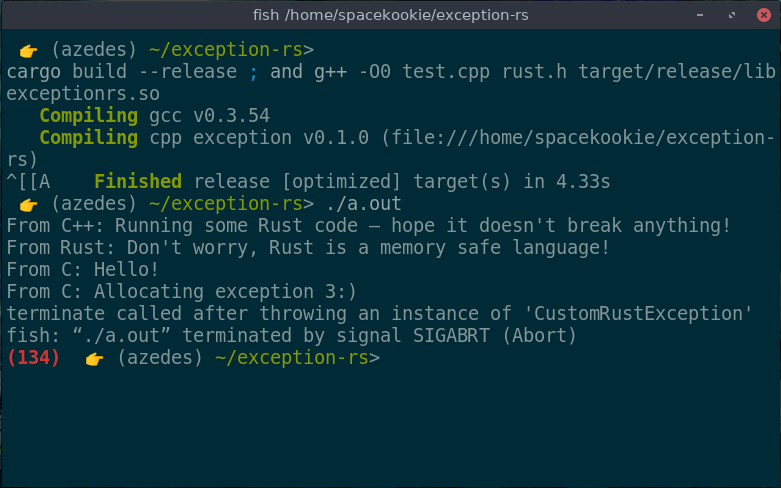 fish /home/spacekookie/exception-rs
👉 (azedes) ~/exception-rs>
cargo build --release ; and g++ -O0 test.cpp rust.h target/release/lib
exceptionrs.so
   Compiling gcc v0.3.54
   Compiling cpp exception v0.1.0 (file:///home/spacekookie/exception-
rs)
^[[A    Finished release [optimized] target(s) in 4.33s
👉 (azedes) ~/exception-rs> ./a.out
From C++: Running some Rust code – hope it doesn't break anything!
From Rust: Don't worry, Rust is a memory safe language!
From C: Hello!
From C: Allocating exception 3:)
terminate called after throwing an instance of 'CustomRustException'
fish: “./a.out” terminated by signal SIGABRT (Abort)
(134)  👉 (azedes) ~/exception-rs>